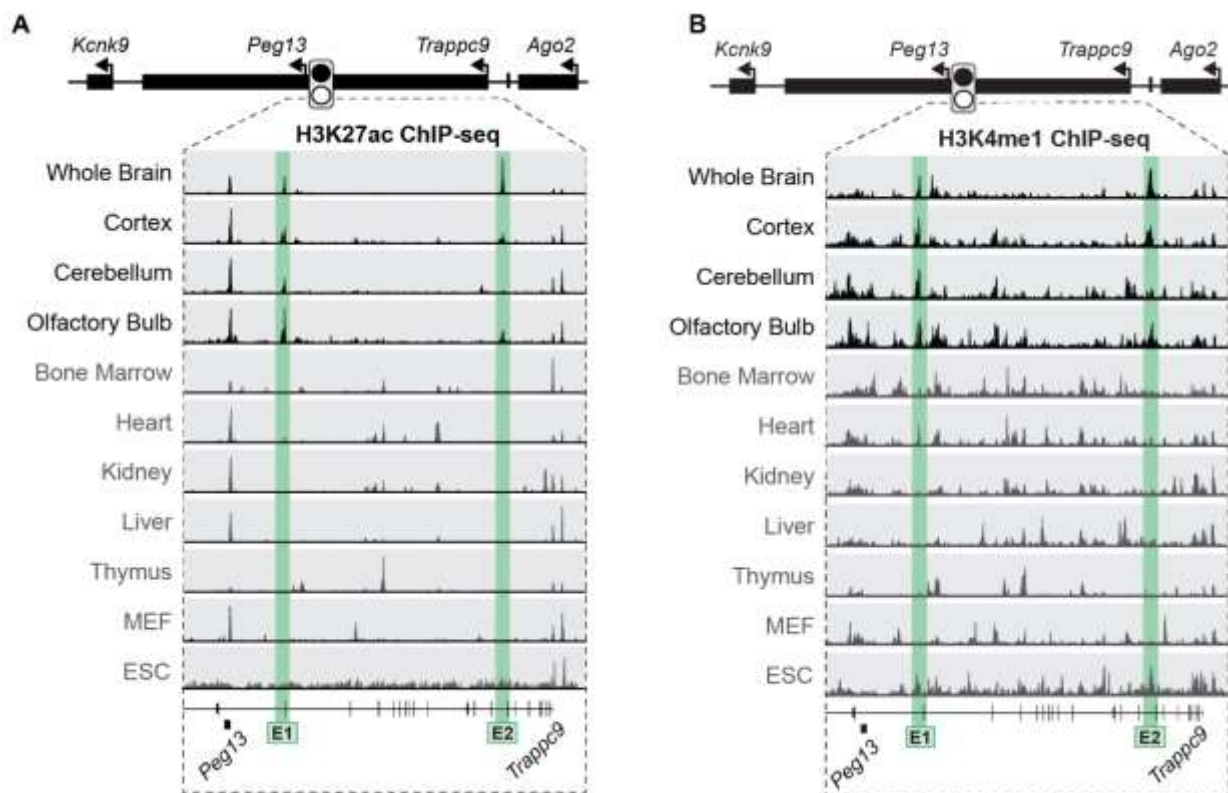 A
Kcnk9 Peg13 Trappc9 Ago2
H3K27ac ChIP-seq
Whole Brain
Cortex
Cerebellum
Olfactory Bulb
Bone Marrow
Heart
Kidney
Liver
Thymus
MEF
ESC
E1 E2
Peg13 Trappc9
B
Kcnk9 Peg13 Trappc9 Ago2
H3K4me1 ChIP-seq
Whole Brain
Cortex
Cerebellum
Olfactory Bulb
Bone Marrow
Heart
Kidney
Liver
Thymus
MEF
ESC
E1 E2
Peg13 Trappc9